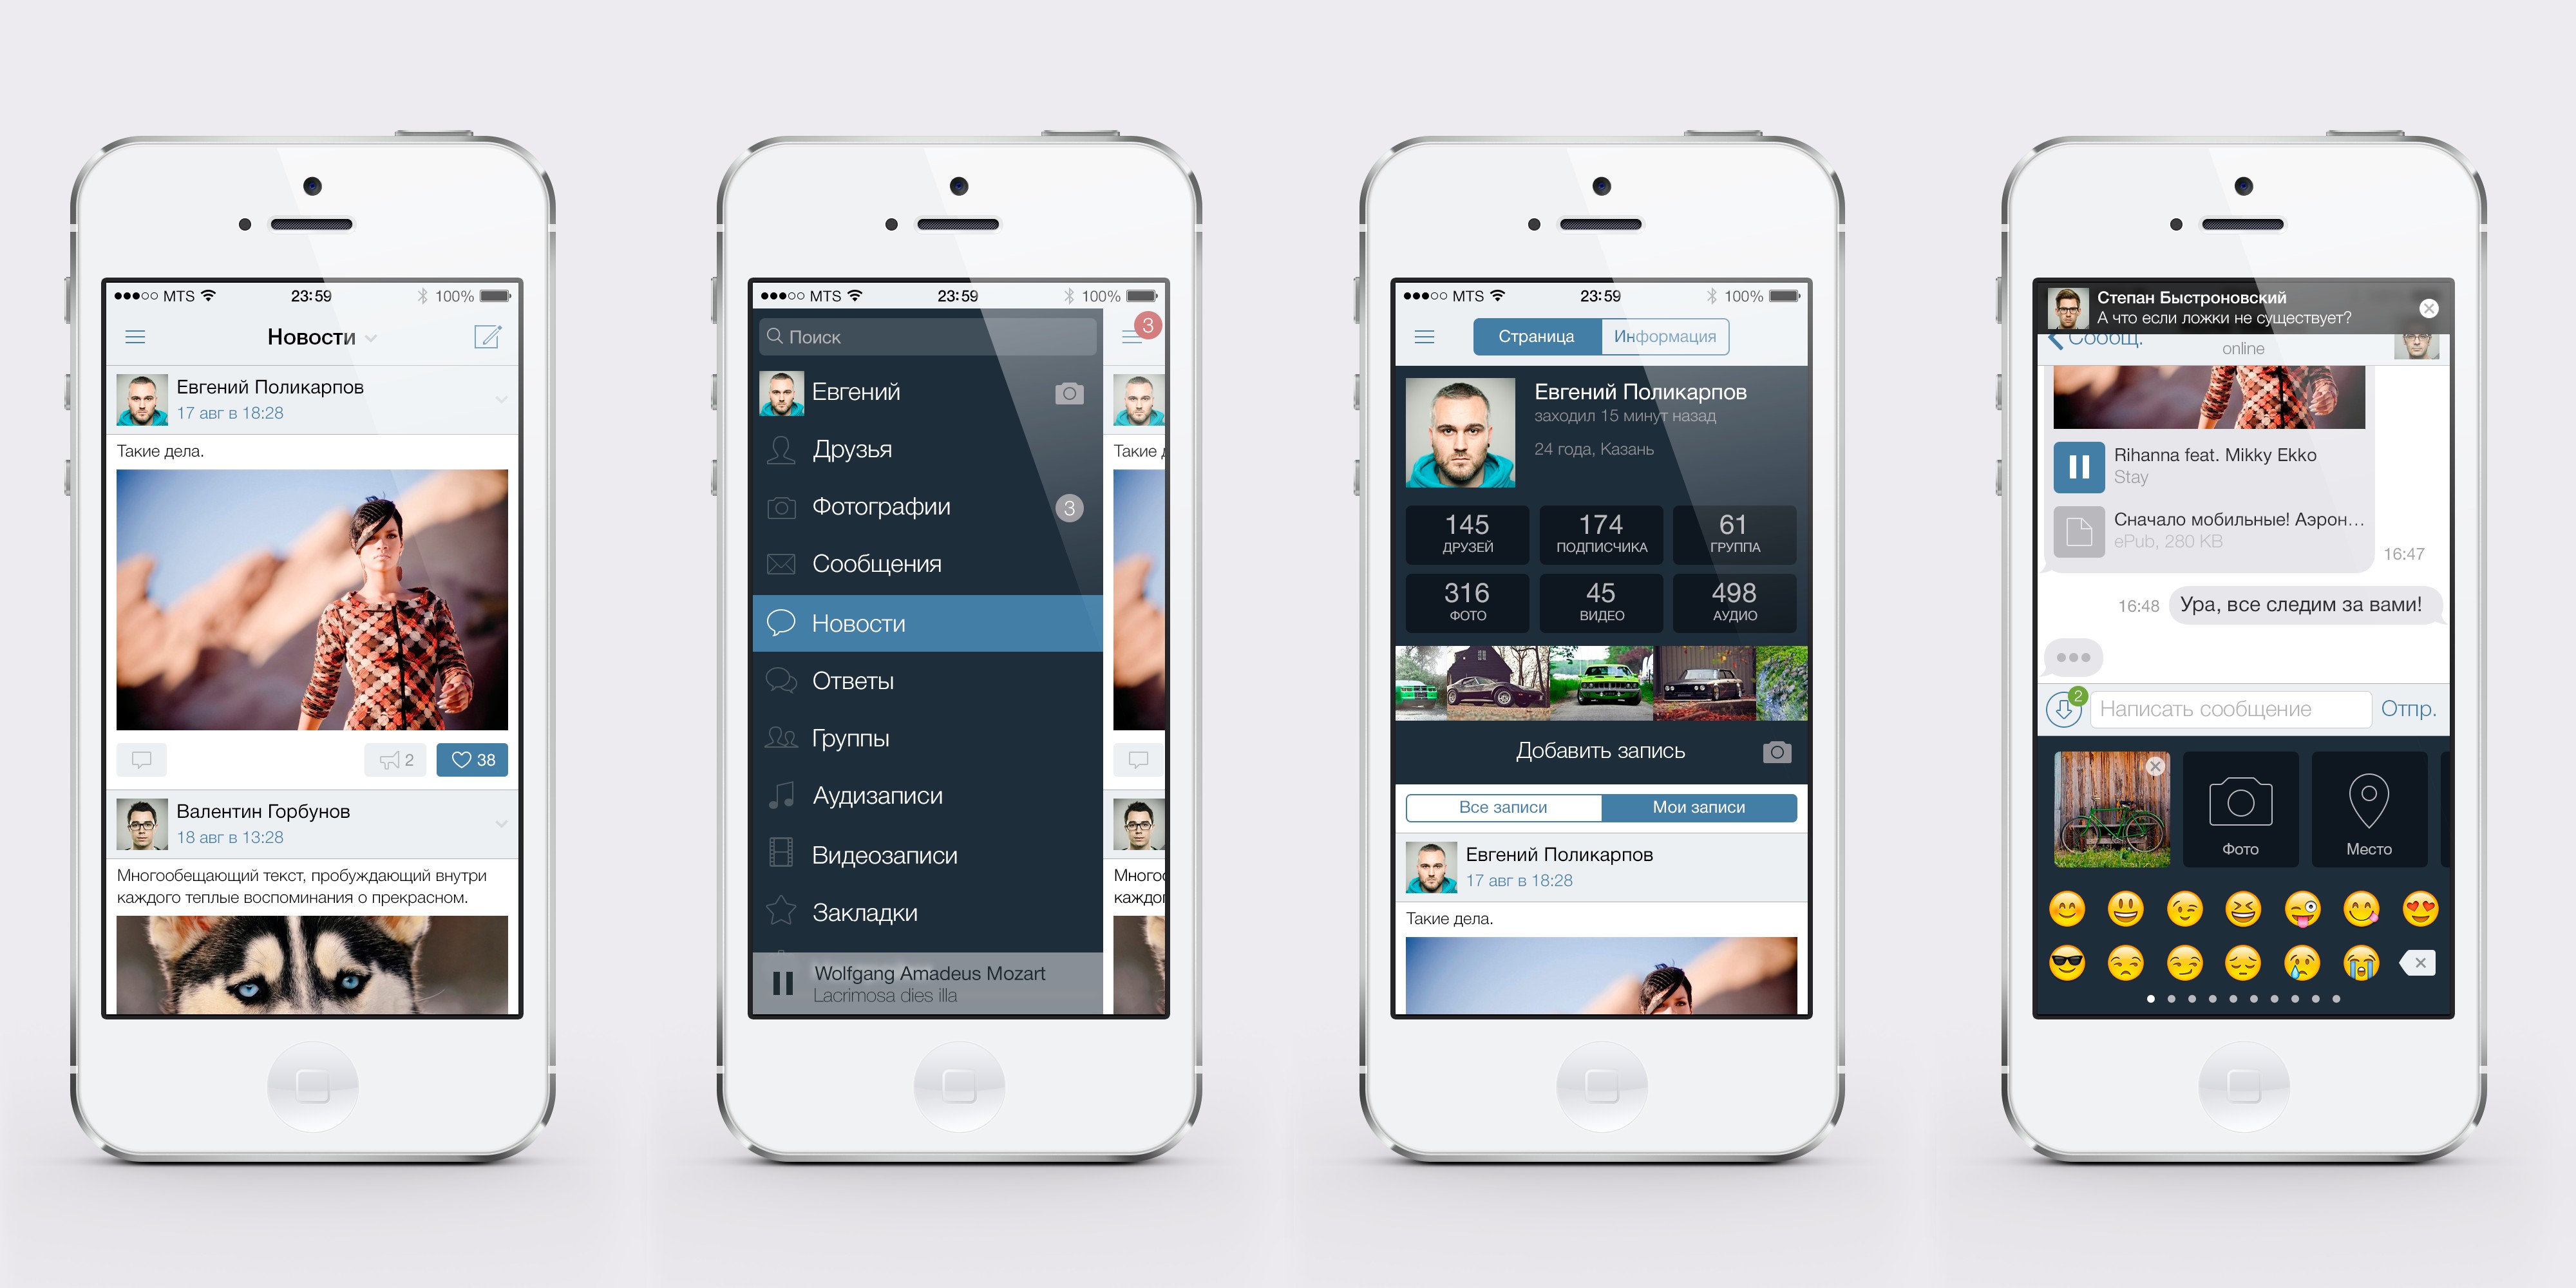 MTS
23:59
100%
Новости
Евгений Поликарпов
17 авг в 18:28
Такие дела.
2
38
Валентин Горбунов
18 авг в 13:28
Многообещающий текст, пробуждающий внутри
каждого теплые воспоминания о прекрасном.
MTS
23:59
100%
Поиск
3
Евгений
Друзья
Такие
Фотографии
3
Сообщения
Новости
Ответы
Группы
Аудизаписи
Видеозаписи
Закладки
Wolfgang Amadeus Mozart
Lacrimosa dies illa
MTS
23:59
100%
Страница
Информация
Евгений Поликарпов
заходил 15 минут назад
24 года, Казань
145
ДРУЗЕЙ
174
ПОДПИСЧИКА
61
ГРУППА
316
ФОТО
45
ВИДЕО
498
АУДИО
Добавить запись
Все записи
Мои записи
Евгений Поликарпов
17 авг в 18:28
Такие дела.
Степан Быстроновский
А что если ложки не существует?
Сообщ.
online
Rihanna feat. Mikky Ekko
Stay
Сначало мобильные! Аэрон...
ePub, 280 KB
16:47
16:48
Ура, все следим за вами!
2
Написать сообщение
Отпр.
Фото
Место